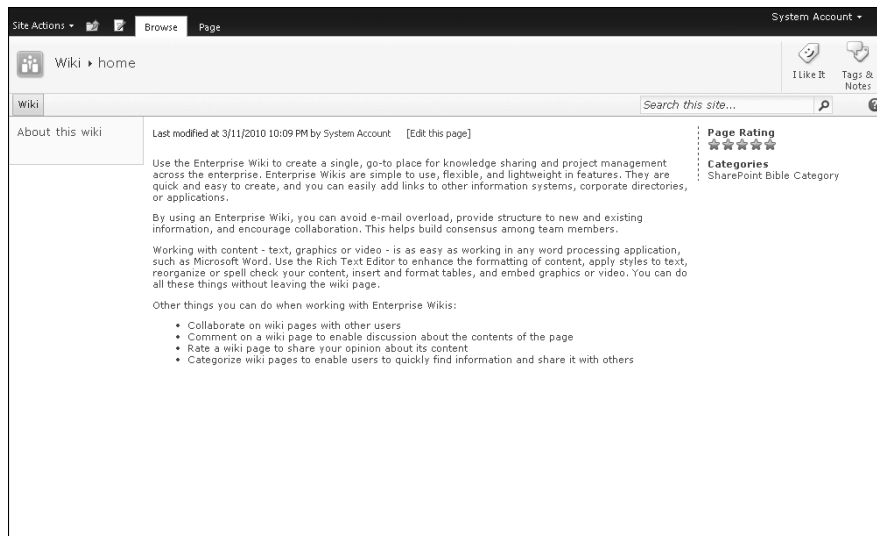 System Account
Site Actions
Browse
Page
Wiki ▸ home
I Like It
Tags &
Notes
Wiki
Search this site...
About this wiki
Last modified at 3/11/2010 10:09 PM by System Account [Edit this page]
Use the Enterprise Wiki to create a single, go-to place for knowledge sharing and project management
across the enterprise. Enterprise Wikis are simple to use, flexible, and lightweight in features. They are
quick and easy to create, and you can easily add links to other information systems, corporate directories,
or applications.
By using an Enterprise Wiki, you can avoid e-mail overload, provide structure to new and existing
information, and encourage collaboration. This helps build consensus among team members.
Working with content - text, graphics or video - is as easy as working in any word processing application,
such as Microsoft Word. Use the Rich Text Editor to enhance the formatting of content, apply styles to text,
reorganize or spell check your content, insert and format tables, and embed graphics or video. You can do
all these things without leaving the wiki page.
Other things you can do when working with Enterprise Wikis:
• Collaborate on wiki pages with other users
• Comment on a wiki page to enable discussion about the contents of the page
• Rate a wiki page to share your opinion about its content
• Categorize wiki pages to enable users to quickly find information and share it with others
Page Rating
Categories
SharePoint Bible Category